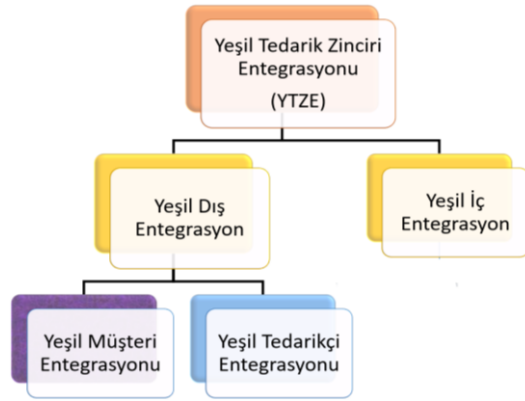 Yeşil Tedarik Zinciri
Entegrasyonu
(YTZE)
Yeşil Dış
Entegrasyon
Yeşil İç
Entegrasyon
Yeşil Müşteri
Entegrasyonu
Yeşil Tedarikçi
Entegrasyonu